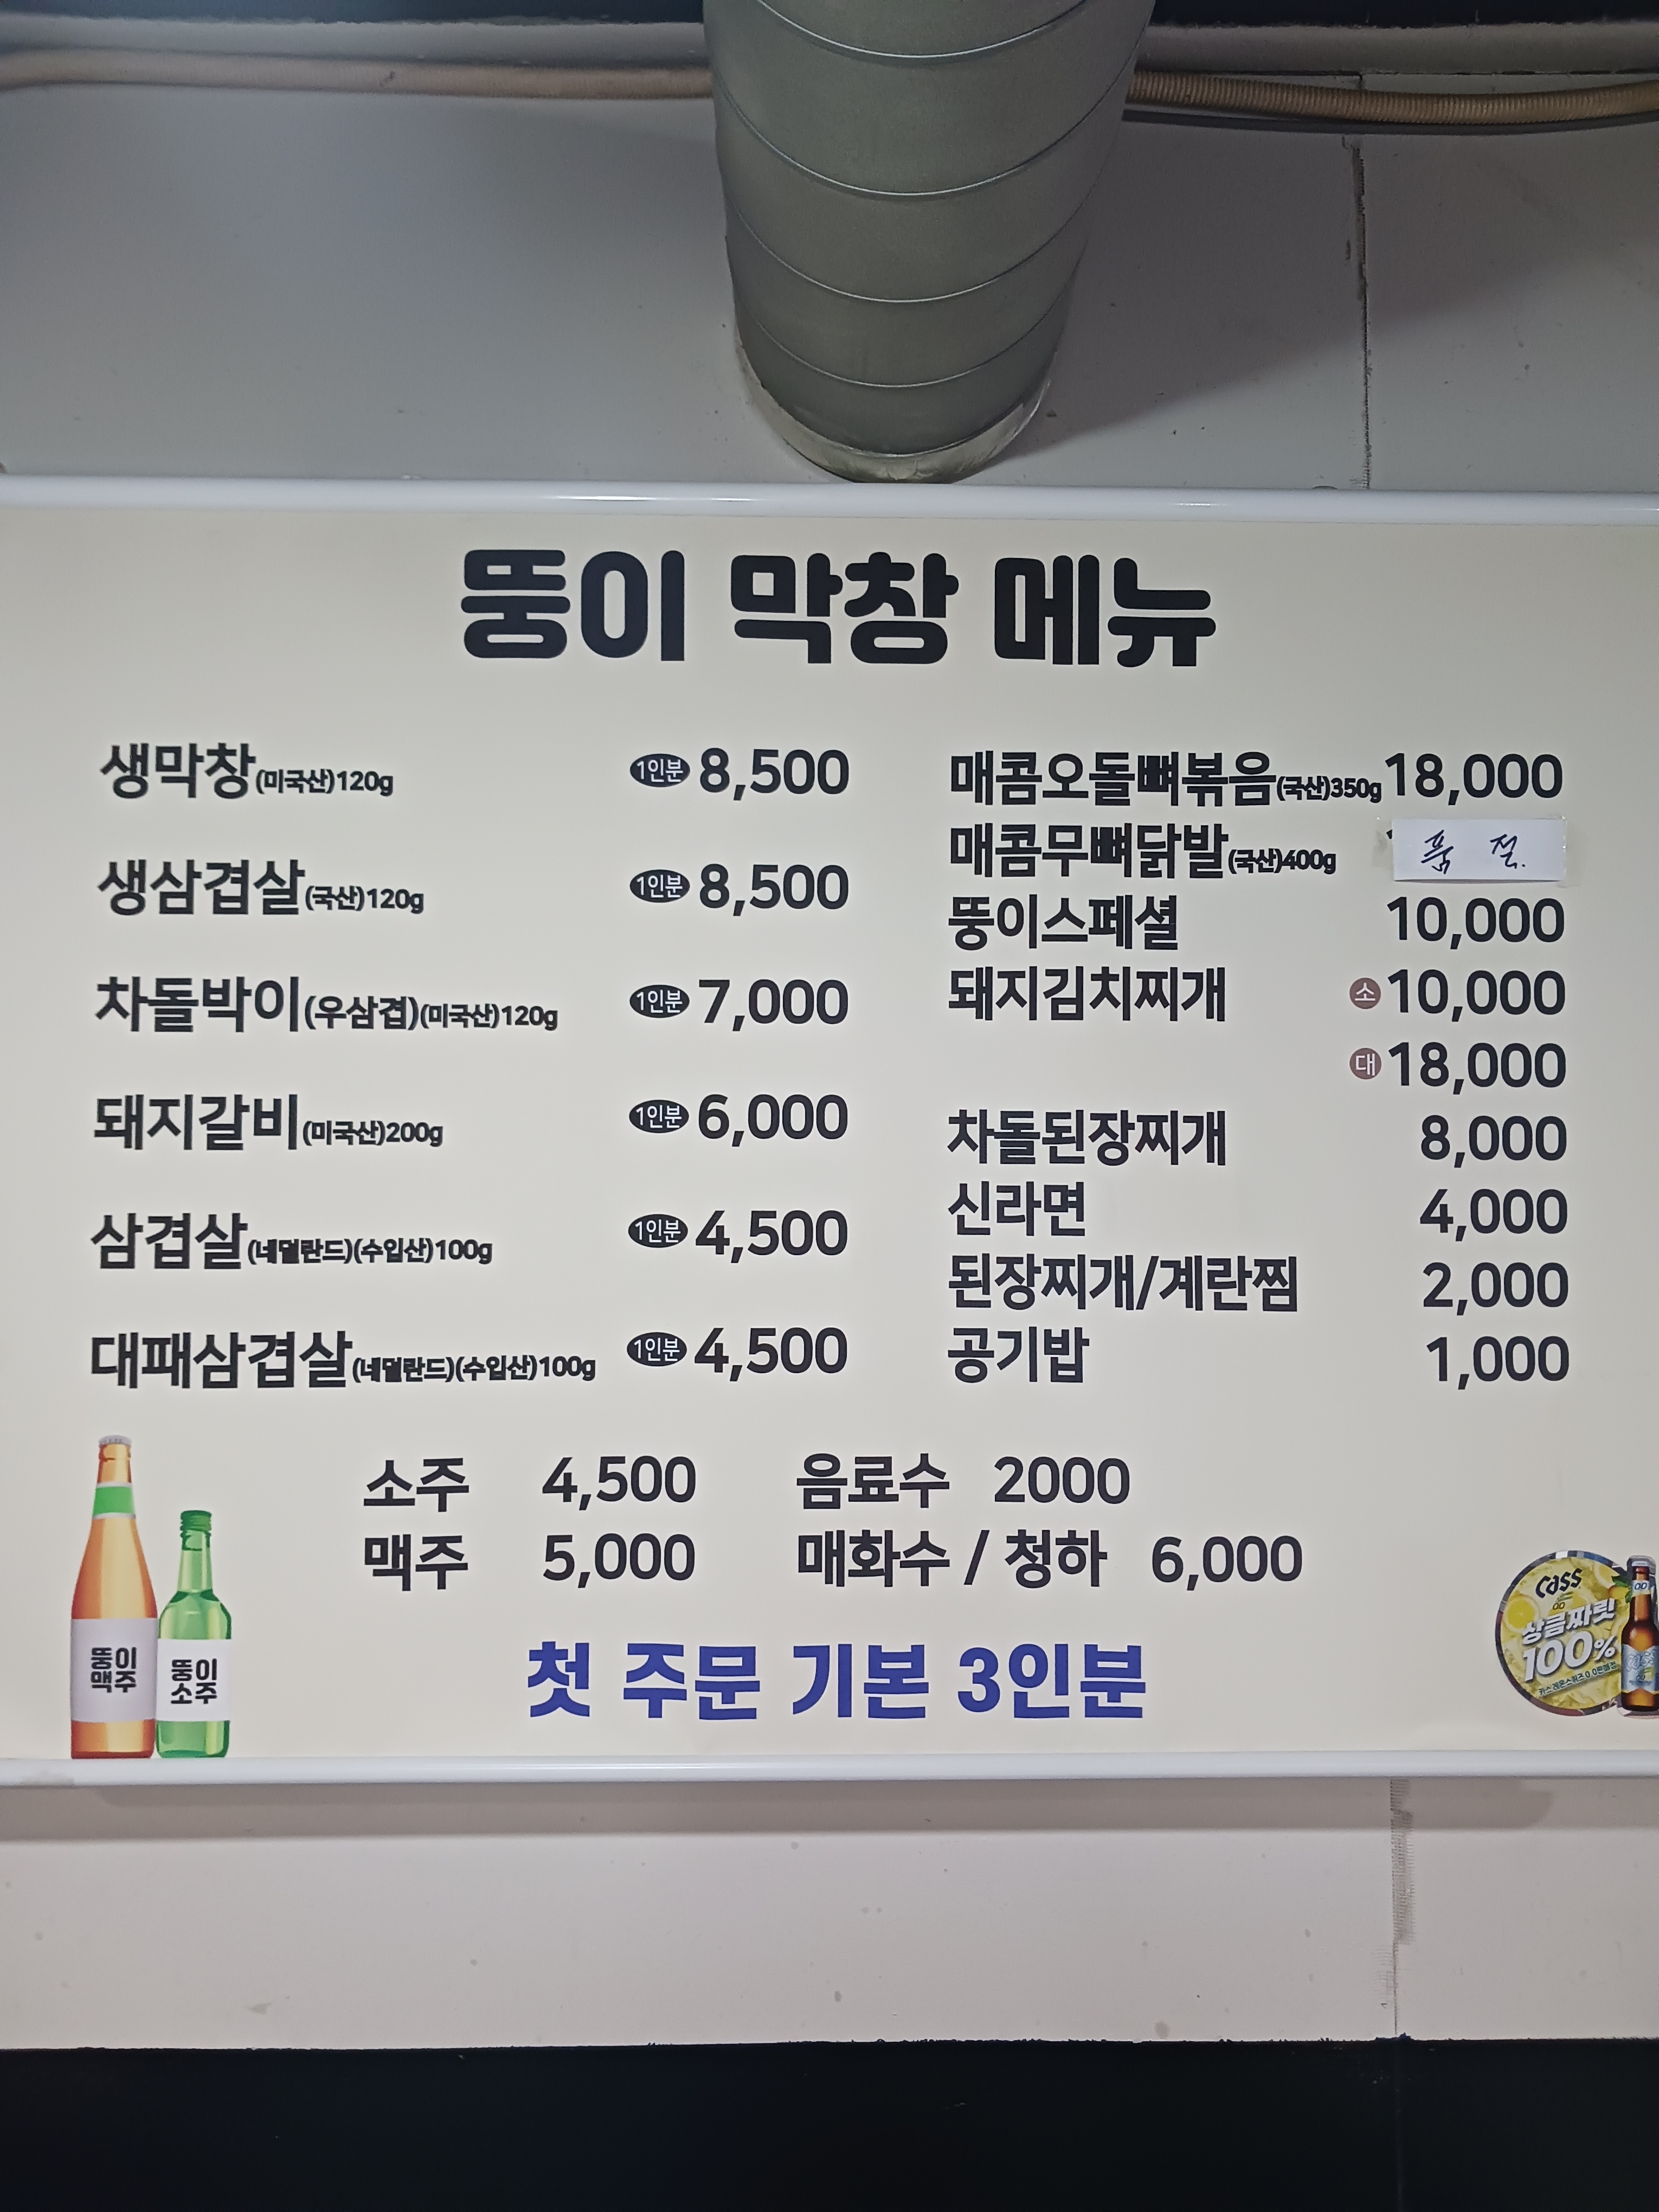 뚱이 막창 메뉴
생막창(미국산)120g 1인분 8,500
생삼겹살(국산)120g 1인분 8,500
차돌박이(우삼겹)(미국산)120g 1인분 7,000
돼지갈비(미국산)200g 1인분 6,000
삼겹살(네덜란드)(수입산)100g 1인분 4,500
대패삼겹살(네덜란드)(수입산)100g 1인분 4,500
매콤오돌뼈볶음(국산)350g 18,000
매콤무뼈닭발(국산)400g 품 절.
뚱이스페셜 10,000
돼지김치찌개 소 10,000
대 18,000
차돌된장찌개 8,000
신라면 4,000
된장찌개/계란찜 2,000
공기밥 1,000
소주 4,500 음료수 2000
맥주 5,000 매화수 / 청하 6,000
첫 주문 기본 3인분
뚱이
맥주
뚱이
소주
Cass
상큼짜릿
100%